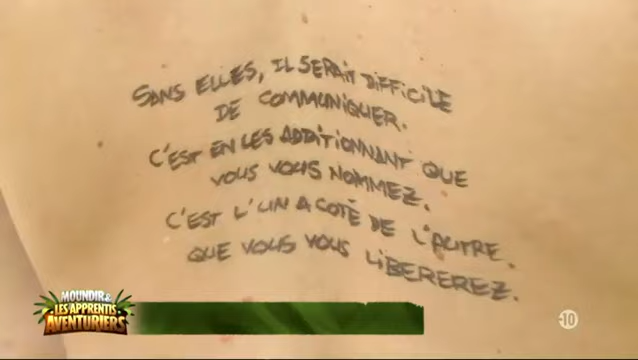 SANS ELLES, IL SERAIT DIFFICILE
DE COMMUNIQUER.
C'EST EN LES ADDITIONNANT QUE
VOUS VOUS NOMMEZ.
C'EST L'UN A COTÉ DE L'AUTRE.
QUE VOUS VOUS LIBEREREZ.
MOUNDIR &
LES APPRENTIS
AVENTURIERS
-10